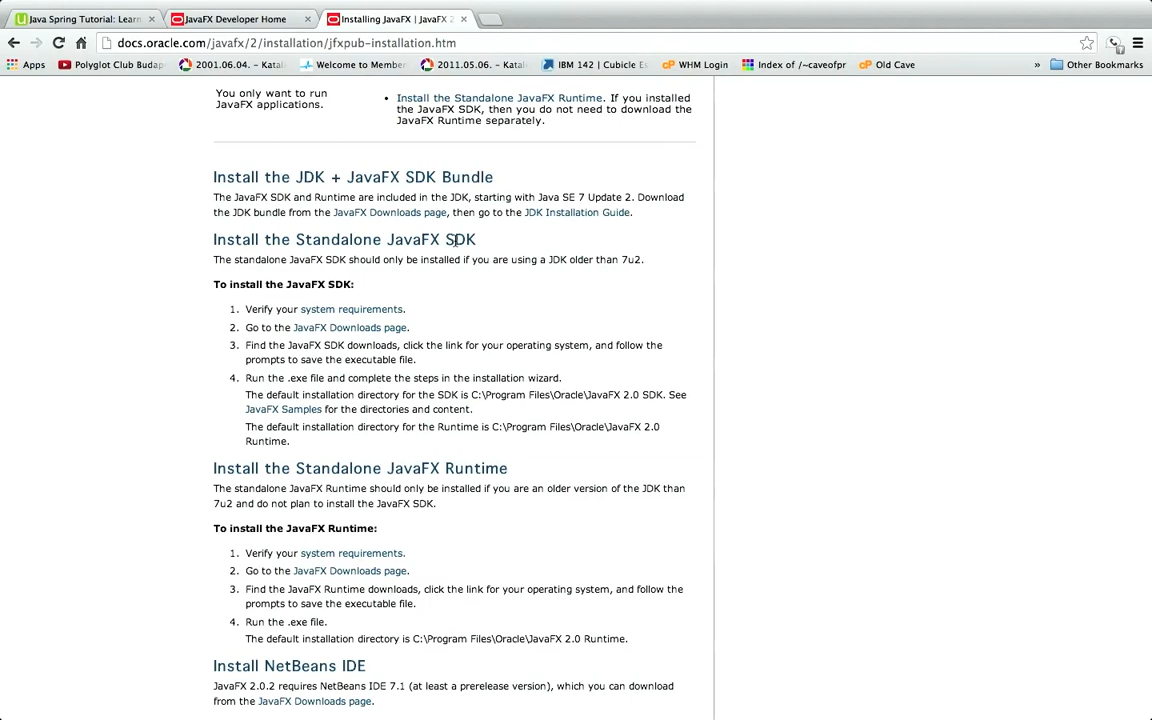 Java Spring Tutorial: Learn
JavaFX Developer Home
Installing JavaFX | JavaFX 2
docs.oracle.com/javafx/2/installation/jfxpub-installation.htm
Apps
Polyglot Club Budap
2001.06.04. - Kata
Welcome to Member
2011.05.06. - Kata
IBM 142 | Cubicle Es
WHM Login
Index of /~caveofpr
Old Cave
»
Other Bookmarks
You only want to run
JavaFX applications.
• Install the Standalone JavaFX Runtime. If you installed
the JavaFX SDK, then you do not need to download the
JavaFX Runtime separately.
Install the JDK + JavaFX SDK Bundle
The JavaFX SDK and Runtime are included in the JDK, starting with Java SE 7 Update 2. Download
the JDK bundle from the JavaFX Downloads page, then go to the JDK Installation Guide.
Install the Standalone JavaFX SDK
The standalone JavaFX SDK should only be installed if you are using a JDK older than 7u2.
To install the JavaFX SDK:
1. Verify your system requirements.
2. Go to the JavaFX Downloads page.
3. Find the JavaFX SDK downloads, click the link for your operating system, and follow the
prompts to save the executable file.
4. Run the .exe file and complete the steps in the installation wizard.
The default installation directory for the SDK is C:\Program Files\Oracle\JavaFX 2.0 SDK. See
JavaFX Samples for the directories and content.
The default installation directory for the Runtime is C:\Program Files\Oracle\JavaFX 2.0
Runtime.
Install the Standalone JavaFX Runtime
The standalone JavaFX Runtime should only be installed if you are an older version of the JDK than
7u2 and do not plan to install the JavaFX SDK.
To install the JavaFX Runtime:
1. Verify your system requirements.
2. Go to the JavaFX Downloads page.
3. Find the JavaFX Runtime downloads, click the link for your operating system, and follow the
prompts to save the executable file.
4. Run the .exe file.
The default installation directory is C:\Program Files\Oracle\JavaFX 2.0 Runtime.
Install NetBeans IDE
JavaFX 2.0.2 requires NetBeans IDE 7.1 (at least a prerelease version), which you can download
from the JavaFX Downloads page.